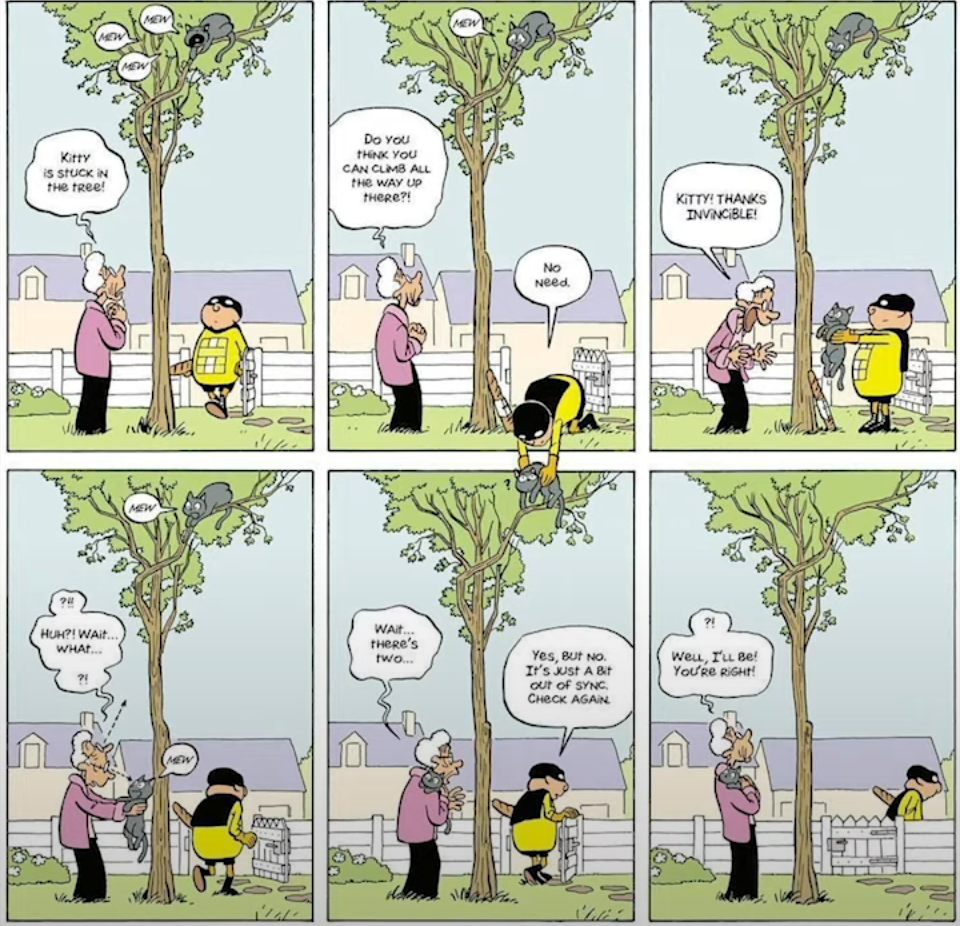 MEW
MEW
MEW
Kitty
is stuck in
the tree!
MEW
Do you
think you
can climb all
the way up
there?!
No
need.
Kitty! Thanks
Invincible!
MEW
?!!
Huh?! Wait...
what...
?!
MEW
Wait...
there's
two...
Yes, but no.
It's just a bit
out of sync.
Check again.
?
?!
Well, I'll be!
You're right!